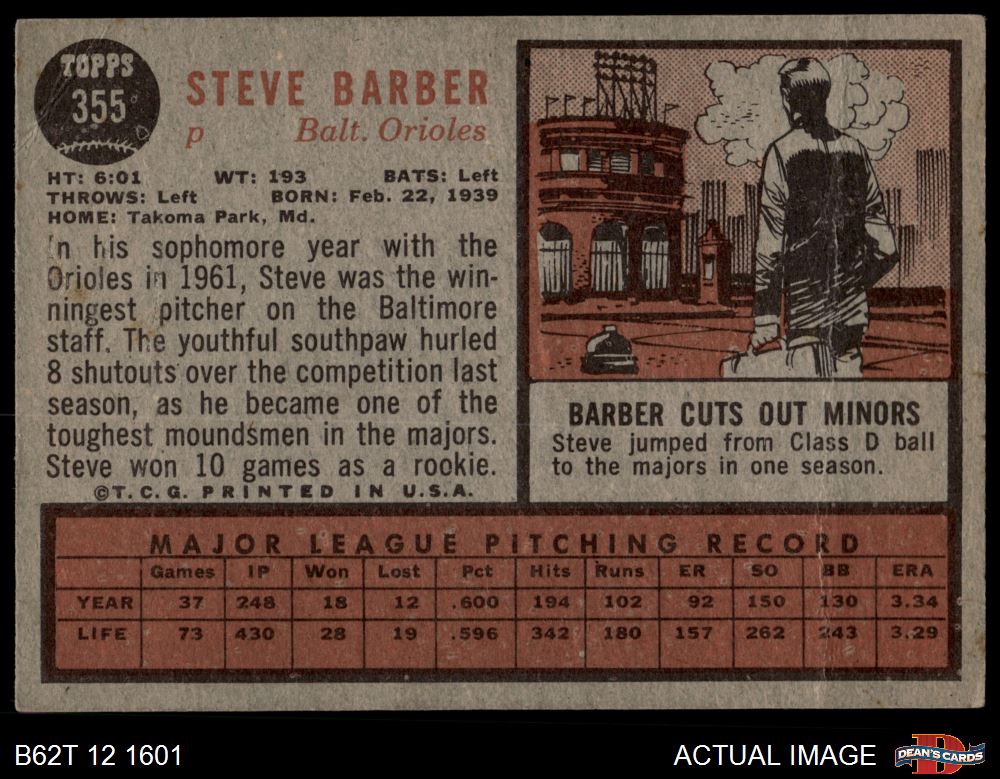 TOPPS
355
STEVE BARBER
p Balt. Orioles
HT: 6:01 WT: 193 BATS: Left
THROWS: Left BORN: Feb. 22, 1939
HOME: Takoma Park, Md.
In his sophomore year with the
Orioles in 1961, Steve was the win-
ningest pitcher on the Baltimore
staff. The youthful southpaw hurled
8 shutouts over the competition last
season, as he became one of the
toughest moundsmen in the majors.
Steve won 10 games as a rookie.
©T.C.G. PRINTED IN U.S.A.
BARBER CUTS OUT MINORS
Steve jumped from Class D ball
to the majors in one season.
MAJOR LEAGUE PITCHING RECORD
Games IP Won Lost Pct Hits Runs ER SO BB ERA
YEAR 37 248 18 12 .600 194 102 92 150 130 3.34
LIFE 73 430 28 19 .596 342 180 157 262 243 3.29
B62T 12 1601 ACTUAL IMAGE DEAN'S CARDS